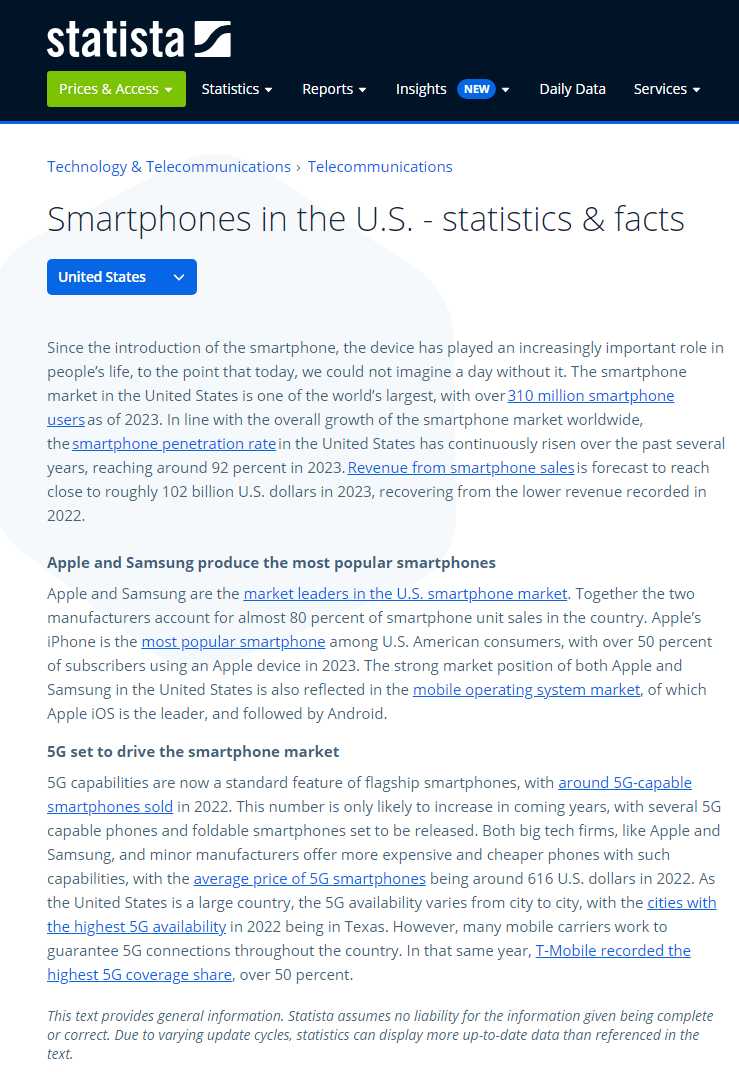 statista
Prices & Access
Statistics
Reports
Insights NEW
Daily Data
Services
Technology & Telecommunications › Telecommunications
Smartphones in the U.S. - statistics & facts
United States
Since the introduction of the smartphone, the device has played an increasingly important role in
people’s life, to the point that today, we could not imagine a day without it. The smartphone
market in the United States is one of the world’s largest, with over 310 million smartphone
users as of 2023. In line with the overall growth of the smartphone market worldwide,
the smartphone penetration rate in the United States has continuously risen over the past several
years, reaching around 92 percent in 2023. Revenue from smartphone sales is forecast to reach
close to roughly 102 billion U.S. dollars in 2023, recovering from the lower revenue recorded in
2022.
Apple and Samsung produce the most popular smartphones
Apple and Samsung are the market leaders in the U.S. smartphone market. Together the two
manufacturers account for almost 80 percent of smartphone unit sales in the country. Apple’s
iPhone is the most popular smartphone among U.S. American consumers, with over 50 percent
of subscribers using an Apple device in 2023. The strong market position of both Apple and
Samsung in the United States is also reflected in the mobile operating system market, of which
Apple iOS is the leader, and followed by Android.
5G set to drive the smartphone market
5G capabilities are now a standard feature of flagship smartphones, with around 5G-capable
smartphones sold in 2022. This number is only likely to increase in coming years, with several 5G
capable phones and foldable smartphones set to be released. Both big tech firms, like Apple and
Samsung, and minor manufacturers offer more expensive and cheaper phones with such
capabilities, with the average price of 5G smartphones being around 616 U.S. dollars in 2022. As
the United States is a large country, the 5G availability varies from city to city, with the cities with
the highest 5G availability in 2022 being in Texas. However, many mobile carriers work to
guarantee 5G connections throughout the country. In that same year, T-Mobile recorded the
highest 5G coverage share, over 50 percent.
This text provides general information. Statista assumes no liability for the information given being complete
or correct. Due to varying update cycles, statistics can display more up-to-date data than referenced in the
text.